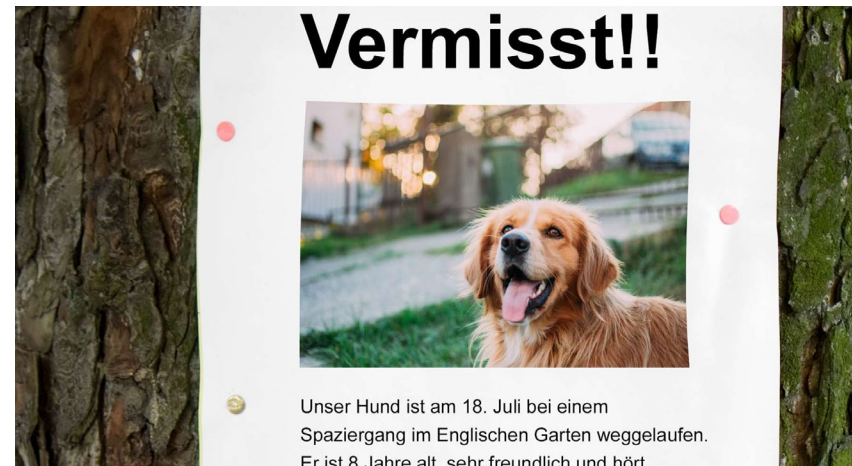 Vermisst!!
Unser Hund ist am 18. Juli bei einem
Spaziergang im Englischen Garten weggelaufen.
Er ist 8 Jahre alt, sehr freundlich und hört